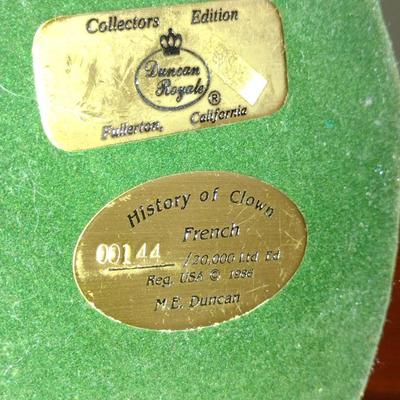 Collectors Edition
Duncan
Royale ®
Fullerton, California
History of Clown
French
00144 /20,000 Ltd Ed
Reg. USA © 1986
M.E. Duncan